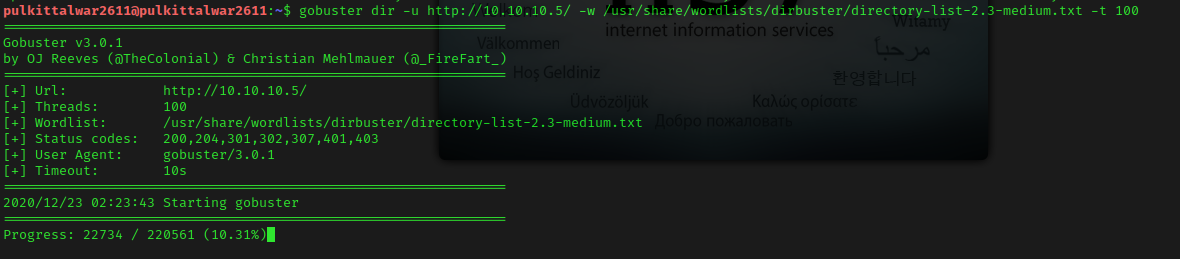 pulkittalwar2611@pulkittalwar2611:~$ gobuster dir -u http://10.10.10.5/ -w /usr/share/wordlists/dirbuster/directory-list-2.3-medium.txt -t 100
Gobuster v3.0.1
by OJ Reeves (@TheColonial) & Christian Mehlmauer (@_FireFart_)
[+] Url:            http://10.10.10.5/
[+] Threads:        100
[+] Wordlist:       /usr/share/wordlists/dirbuster/directory-list-2.3-medium.txt
[+] Status codes:   200,204,301,302,307,401,403
[+] User Agent:     gobuster/3.0.1
[+] Timeout:        10s
2020/12/23 02:23:43 Starting gobuster
Progress: 22734 / 220561 (10.31%)
internet information services
Witamy
Välkommen
مرحباً
Hoş Geldiniz
환영합니다
Üdvözöljük
Καλώς ορίσατε
Добро пожаловать